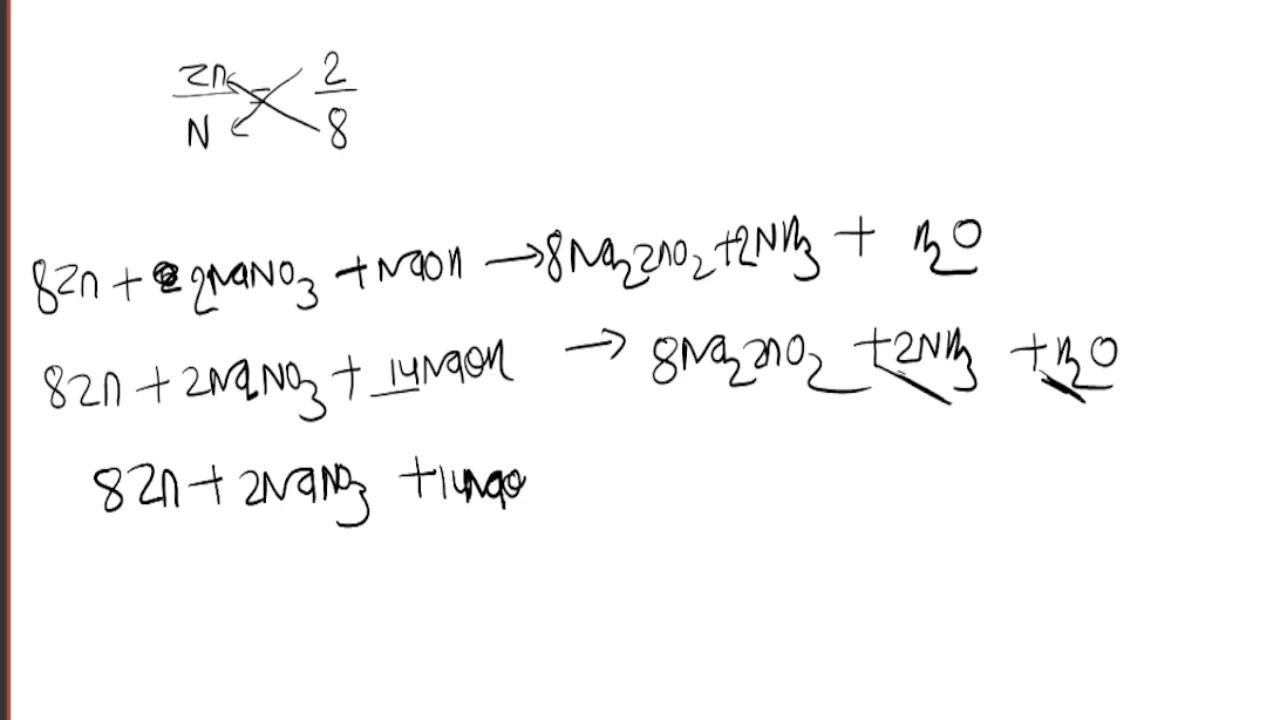 Zn/N = 2/8
8Zn + 2NaNO₃ + NaOH → 8Na₂ZnO₂ + 2NH₃ + H₂O
8Zn + 2NaNO₃ + 14NaOH → 8Na₂ZnO₂ + 2NH₃ + H₂O
8Zn + 2NaNO₃ + 14NaO